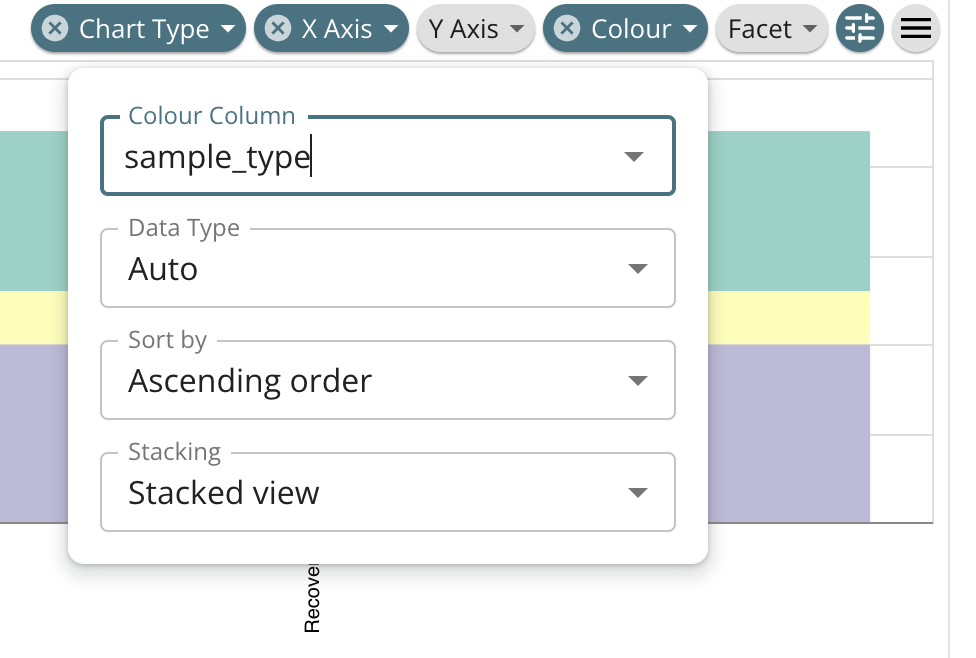 Chart Type X Axis Y Axis Colour Facet
Colour Column
sample_type
Data Type
Auto
Sort by
Ascending order
Stacking
Stacked view